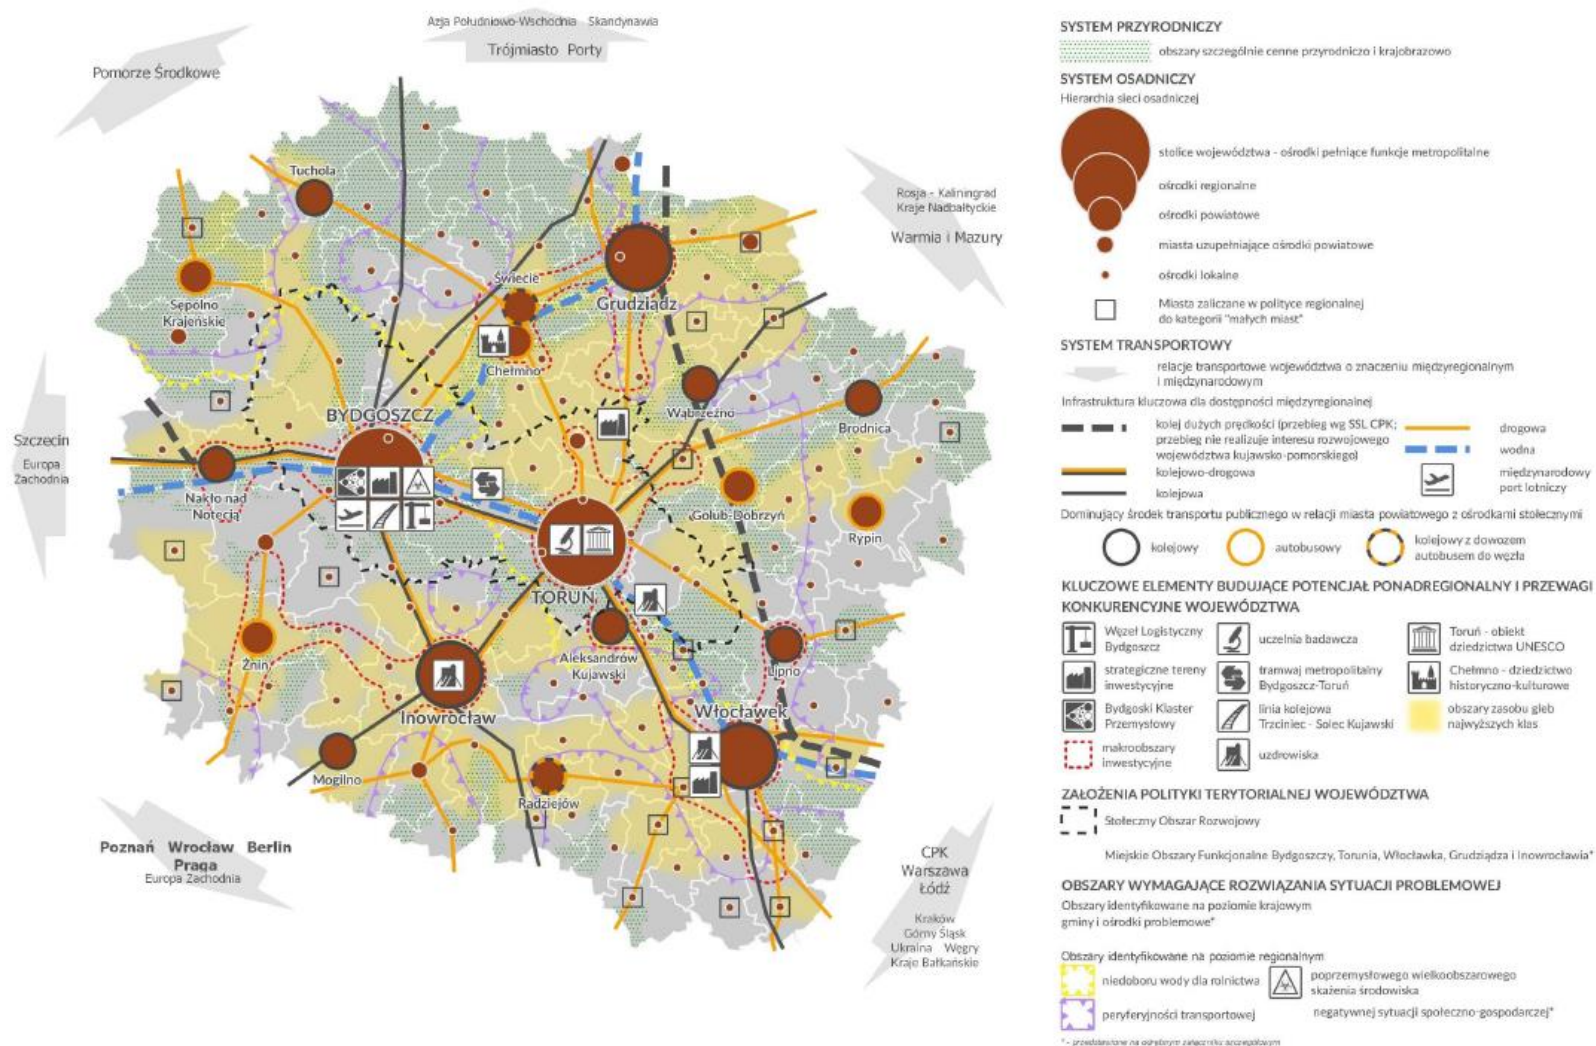 Azja Południowo-Wschodnia Skandynawia
Trójmiasto Porty
Pomorze Środkowe
Rosja - Kaliningrad
Kraje Nadbałtyckie
Warmia i Mazury
Szczecin
Europa
Zachodnia
Poznań Wrocław Berlin
Praga
Europa Zachodnia
CPK
Warszawa
Łódź
Kraków
Górny Śląsk
Ukraina Węgry
Kraje Bałkańskie
Tuchola
Sępólno
Krajeńskie
Świecie
Grudziądz
Chełmno
BYDGOSZCZ
Wąbrzeźno
Brodnica
Nakło nad
Notecią
Golub-Dobrzyń
Rypin
TORUŃ
Żnin
Aleksandrów
Kujawski
Lipno
Inowrocław
Włocławek
Mogilno
Radziejów
SYSTEM PRZYRODNICZY
obszary szczególnie cenne przyrodniczo i krajobrazowo
SYSTEM OSADNICZY
Hierarchia sieci osadniczej
stolice województwa - ośrodki pełniące funkcje metropolitalne
ośrodki regionalne
ośrodki powiatowe
miasta uzupełniające ośrodki powiatowe
ośrodki lokalne
Miasta zaliczane w polityce regionalnej
do kategorii "małych miast"
SYSTEM TRANSPORTOWY
relacje transportowe województwa o znaczeniu międzyregionalnym
i międzynarodowym
Infrastruktura kluczowa dla dostępności międzyregionalnej
kolej dużych prędkości (przebieg wg SSL CPK;
przebieg nie realizuje interesu rozwojowego
województwa kujawsko-pomorskiego)
drogowa
wodna
kolejowo-drogowa
kolejowa
międzynarodowy
port lotniczy
Dominujący środek transportu publicznego w relacji miasta powiatowego z ośrodkami stołecznymi
kolejowy
autobusowy
kolejowy z dowozem
autobusem do węzła
KLUCZOWE ELEMENTY BUDUJĄCE POTENCJAŁ PONADREGIONALNY I PRZEWAGI
KONKURENCYJNE WOJEWÓDZTWA
Węzeł Logistyczny
Bydgoszcz
uczelnia badawcza
Toruń - obiekt
dziedzictwa UNESCO
strategiczne tereny
inwestycyjne
tramwaj metropolitalny
Bydgoszcz-Toruń
Chełmno - dziedzictwo
historyczno-kulturowe
Bydgoski Klaster
Przemysłowy
linia kolejowa
Trzciniec - Solec Kujawski
obszary zasobu gleb
najwyższych klas
makroobszary
inwestycyjne
uzdrowiska
ZAŁOŻENIA POLITYKI TERYTORIALNEJ WOJEWÓDZTWA
Stołeczny Obszar Rozwojowy
Miejskie Obszary Funkcjonalne Bydgoszczy, Torunia, Włocławka, Grudziądza i Inowrocławia*
OBSZARY WYMAGAJĄCE ROZWIĄZANIA SYTUACJI PROBLEMOWEJ
Obszary identyfikowane na poziomie krajowym
gminy i ośrodki problemowe*
Obszary identyfikowane na poziomie regionalnym
niedoboru wody dla rolnictwa
poprzemysłowego wielkoobszarowego
skażenia środowiska
peryferyjności transportowej
negatywnej sytuacji społeczno-gospodarczej*
* - przedstawione na odrębnym załączniku szczegółowym